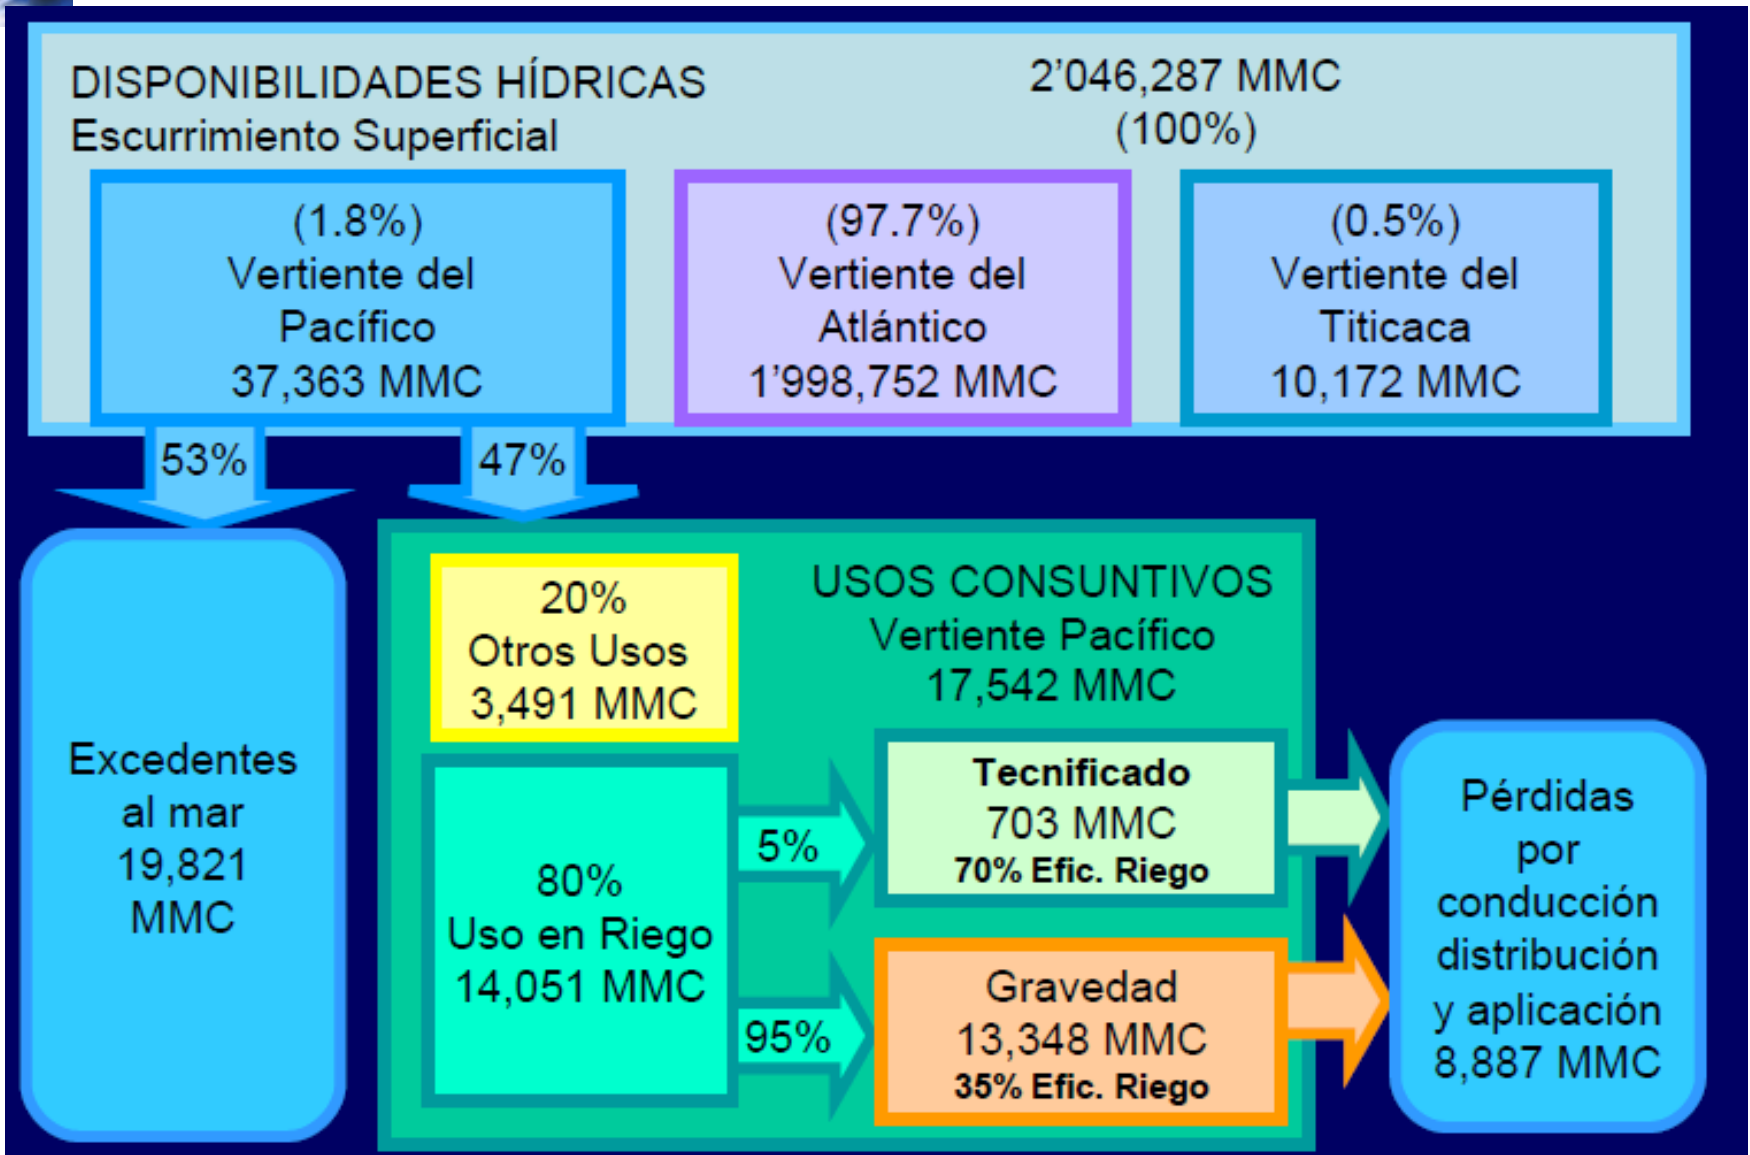 DISPONIBILIDADES HÍDRICAS
Escurrimiento Superficial
2’046,287 MMC
(100%)
(1.8%)
Vertiente del
Pacífico
37,363 MMC
(97.7%)
Vertiente del
Atlántico
1’998,752 MMC
(0.5%)
Vertiente del
Titicaca
10,172 MMC
53%
47%
Excedentes
al mar
19,821
MMC
USOS CONSUNTIVOS
Vertiente Pacífico
17,542 MMC
20%
Otros Usos
3,491 MMC
80%
Uso en Riego
14,051 MMC
5%
95%
Tecnificado
703 MMC
70% Efic. Riego
Gravedad
13,348 MMC
35% Efic. Riego
Pérdidas
por
conducción
distribución
y aplicación
8,887 MMC